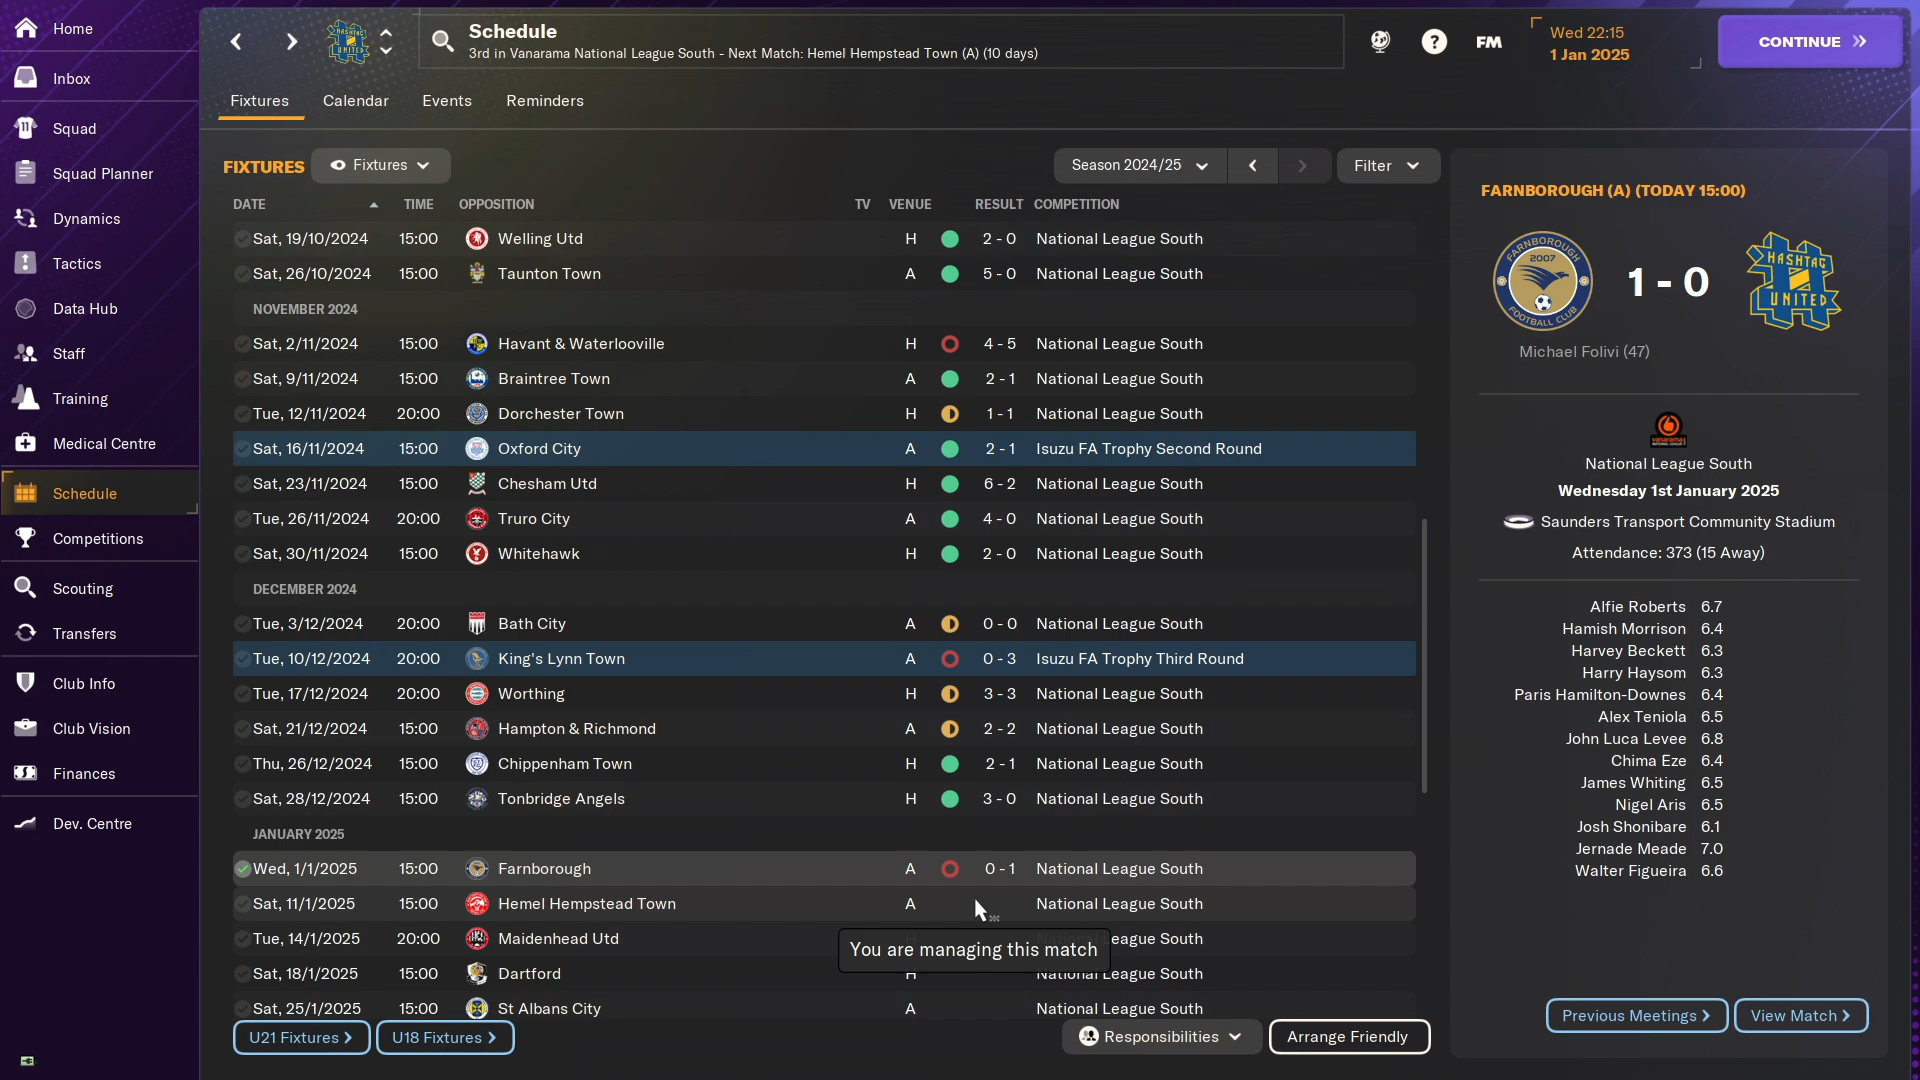 Home
Inbox
Squad
Squad Planner
Dynamics
Tactics
Data Hub
Staff
Training
Medical Centre
Schedule
Competitions
Scouting
Transfers
Club Info
Club Vision
Finances
Dev. Centre
HASHTAG UNITED
Schedule
3rd in Vanarama National League South - Next Match: Hemel Hempstead Town (A) (10 days)
? FM
Wed 22:15
1 Jan 2025
CONTINUE
Fixtures Calendar Events Reminders
FIXTURES Fixtures Season 2024/25 Filter
DATE TIME OPPOSITION TV VENUE RESULT COMPETITION
Sat, 19/10/2024 15:00 Welling Utd H 2 - 0 National League South
Sat, 26/10/2024 15:00 Taunton Town A 5 - 0 National League South
NOVEMBER 2024
Sat, 2/11/2024 15:00 Havant & Waterlooville H 4 - 5 National League South
Sat, 9/11/2024 15:00 Braintree Town A 2 - 1 National League South
Tue, 12/11/2024 20:00 Dorchester Town H 1 - 1 National League South
Sat, 16/11/2024 15:00 Oxford City A 2 - 1 Isuzu FA Trophy Second Round
Sat, 23/11/2024 15:00 Chesham Utd H 6 - 2 National League South
Tue, 26/11/2024 20:00 Truro City A 4 - 0 National League South
Sat, 30/11/2024 15:00 Whitehawk H 2 - 0 National League South
DECEMBER 2024
Tue, 3/12/2024 20:00 Bath City A 0 - 0 National League South
Tue, 10/12/2024 20:00 King's Lynn Town A 0 - 3 Isuzu FA Trophy Third Round
Tue, 17/12/2024 20:00 Worthing H 3 - 3 National League South
Sat, 21/12/2024 15:00 Hampton & Richmond A 2 - 2 National League South
Thu, 26/12/2024 15:00 Chippenham Town H 2 - 1 National League South
Sat, 28/12/2024 15:00 Tonbridge Angels H 3 - 0 National League South
JANUARY 2025
Wed, 1/1/2025 15:00 Farnborough A 0 - 1 National League South
Sat, 11/1/2025 15:00 Hemel Hempstead Town A National League South
Tue, 14/1/2025 20:00 Maidenhead Utd eague South
You are managing this match
Sat, 18/1/2025 15:00 Dartford H National League South
Sat, 25/1/2025 15:00 St Albans City A National League South
U21 Fixtures U18 Fixtures Responsibilities Arrange Friendly
FARNBOROUGH (A) (TODAY 15:00)
FARNBOROUGH
2007
FOOTBALL CLUB
1 - 0
HASHTAG
UNITED
Michael Folivi (47)
vanarama
National League South
Wednesday 1st January 2025
Saunders Transport Community Stadium
Attendance: 373 (15 Away)
Alfie Roberts 6.7
Hamish Morrison 6.4
Harvey Beckett 6.3
Harry Haysom 6.3
Paris Hamilton-Downes 6.4
Alex Teniola 6.5
John Luca Levee 6.8
Chima Eze 6.4
James Whiting 6.5
Nigel Aris 6.5
Josh Shonibare 6.1
Jernade Meade 7.0
Walter Figueira 6.6
Previous Meetings View Match